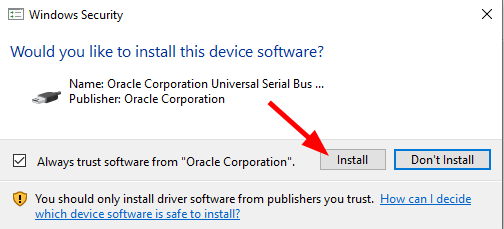 Windows Security
Would you like to install this device software?
Name: Oracle Corporation Universal Serial Bus ...
Publisher: Oracle Corporation
Always trust software from "Oracle Corporation".
Install
Don't Install
You should only install driver software from publishers you trust. How can I decide
which device software is safe to install?